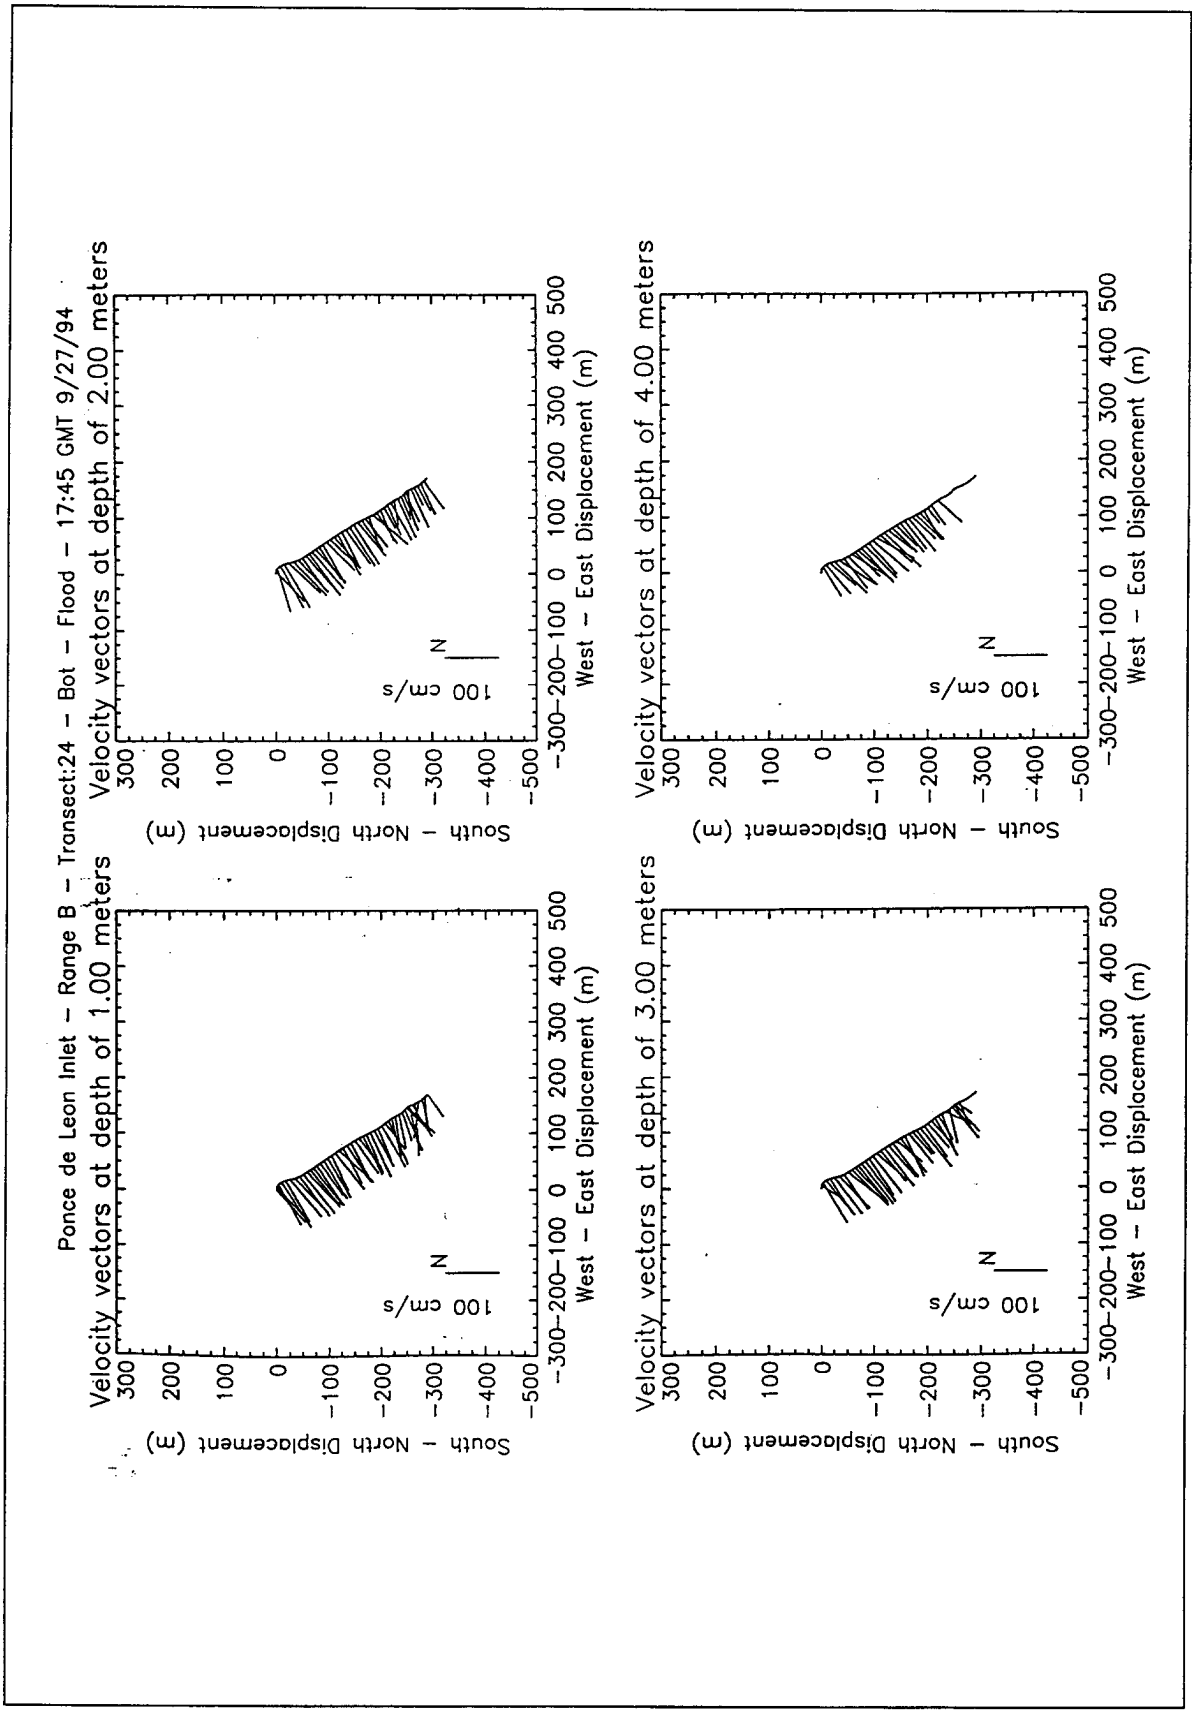 Ponce de Leon Inlet – Range B – Transect:24 – Bot – Flood – 17:45 GMT 9/27/94
Velocity vectors at depth of 1.00 meters
300
200
100
0
−100
−200
−300
−400
−500
South – North Displacement (m)
100 cm/s
N
−300−200−100 0 100 200 300 400 500
West – East Displacement (m)
Velocity vectors at depth of 2.00 meters
300
200
100
0
−100
−200
−300
−400
−500
South – North Displacement (m)
100 cm/s
N
−300−200−100 0 100 200 300 400 500
West – East Displacement (m)
Velocity vectors at depth of 3.00 meters
300
200
100
0
−100
−200
−300
−400
−500
South – North Displacement (m)
100 cm/s
N
−300−200−100 0 100 200 300 400 500
West – East Displacement (m)
Velocity vectors at depth of 4.00 meters
300
200
100
0
−100
−200
−300
−400
−500
South – North Displacement (m)
100 cm/s
N
−300−200−100 0 100 200 300 400 500
West – East Displacement (m)